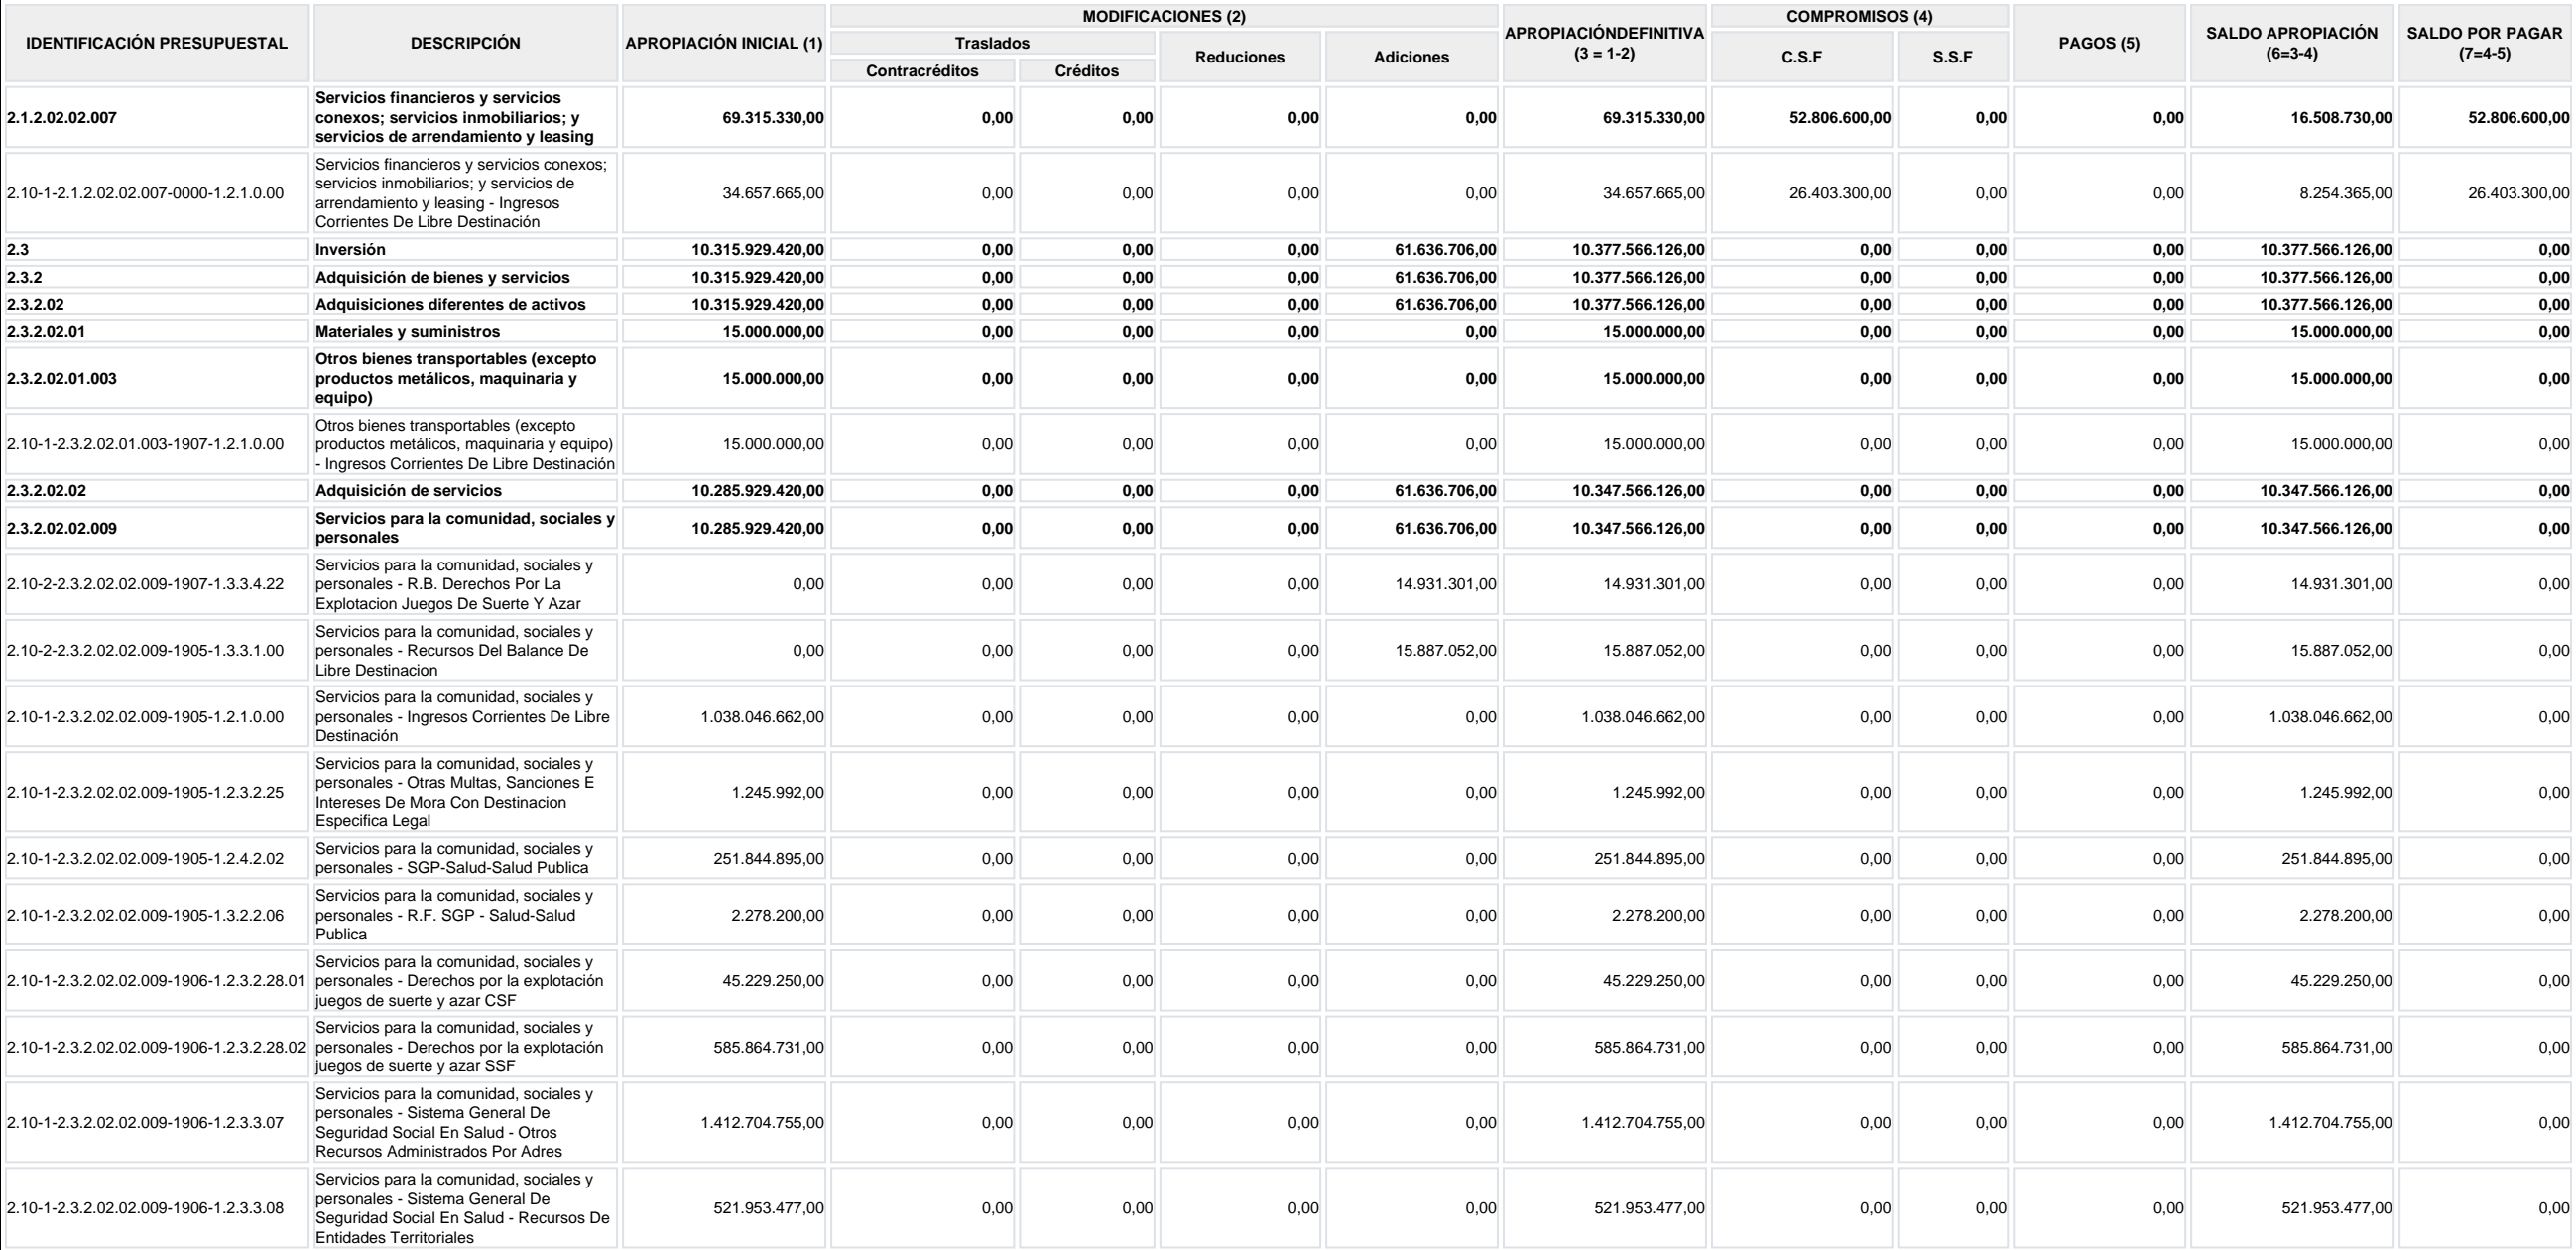 IDENTIFICACIÓN PRESUPUESTAL DESCRIPCIÓN APROPIACIÓN INICIAL (1) MODIFICACIONES (2) APROPIACIÓNDEFINITIVA (3 = 1-2) COMPROMISOS (4) PAGOS (5) SALDO APROPIACIÓN (6=3-4) SALDO POR PAGAR (7=4-5)
Traslados Reduciones Adiciones C.S.F S.S.F
Contracréditos Créditos
2.1.2.02.02.007 Servicios financieros y servicios conexos; servicios inmobiliarios; y servicios de arrendamiento y leasing 69.315.330,00 0,00 0,00 0,00 0,00 69.315.330,00 52.806.600,00 0,00 0,00 16.508.730,00 52.806.600,00
2.10-1-2.1.2.02.02.007-0000-1.2.1.0.00 Servicios financieros y servicios conexos; servicios inmobiliarios; y servicios de arrendamiento y leasing - Ingresos Corrientes De Libre Destinación 34.657.665,00 0,00 0,00 0,00 0,00 34.657.665,00 26.403.300,00 0,00 0,00 8.254.365,00 26.403.300,00
2.3 Inversión 10.315.929.420,00 0,00 0,00 0,00 61.636.706,00 10.377.566.126,00 0,00 0,00 0,00 10.377.566.126,00 0,00
2.3.2 Adquisición de bienes y servicios 10.315.929.420,00 0,00 0,00 0,00 61.636.706,00 10.377.566.126,00 0,00 0,00 0,00 10.377.566.126,00 0,00
2.3.2.02 Adquisiciones diferentes de activos 10.315.929.420,00 0,00 0,00 0,00 61.636.706,00 10.377.566.126,00 0,00 0,00 0,00 10.377.566.126,00 0,00
2.3.2.02.01 Materiales y suministros 15.000.000,00 0,00 0,00 0,00 0,00 15.000.000,00 0,00 0,00 0,00 15.000.000,00 0,00
2.3.2.02.01.003 Otros bienes transportables (excepto productos metálicos, maquinaria y equipo) 15.000.000,00 0,00 0,00 0,00 0,00 15.000.000,00 0,00 0,00 0,00 15.000.000,00 0,00
2.10-1-2.3.2.02.01.003-1907-1.2.1.0.00 Otros bienes transportables (excepto productos metálicos, maquinaria y equipo) - Ingresos Corrientes De Libre Destinación 15.000.000,00 0,00 0,00 0,00 0,00 15.000.000,00 0,00 0,00 0,00 15.000.000,00 0,00
2.3.2.02.02 Adquisición de servicios 10.285.929.420,00 0,00 0,00 0,00 61.636.706,00 10.347.566.126,00 0,00 0,00 0,00 10.347.566.126,00 0,00
2.3.2.02.02.009 Servicios para la comunidad, sociales y personales 10.285.929.420,00 0,00 0,00 0,00 61.636.706,00 10.347.566.126,00 0,00 0,00 0,00 10.347.566.126,00 0,00
2.10-2-2.3.2.02.02.009-1907-1.3.3.4.22 Servicios para la comunidad, sociales y personales - R.B. Derechos Por La Explotacion Juegos De Suerte Y Azar 0,00 0,00 0,00 0,00 14.931.301,00 14.931.301,00 0,00 0,00 0,00 14.931.301,00 0,00
2.10-2-2.3.2.02.02.009-1905-1.3.3.1.00 Servicios para la comunidad, sociales y personales - Recursos Del Balance De Libre Destinacion 0,00 0,00 0,00 0,00 15.887.052,00 15.887.052,00 0,00 0,00 0,00 15.887.052,00 0,00
2.10-1-2.3.2.02.02.009-1905-1.2.1.0.00 Servicios para la comunidad, sociales y personales - Ingresos Corrientes De Libre Destinación 1.038.046.662,00 0,00 0,00 0,00 0,00 1.038.046.662,00 0,00 0,00 0,00 1.038.046.662,00 0,00
2.10-1-2.3.2.02.02.009-1905-1.2.3.2.25 Servicios para la comunidad, sociales y personales - Otras Multas, Sanciones E Intereses De Mora Con Destinacion Especifica Legal 1.245.992,00 0,00 0,00 0,00 0,00 1.245.992,00 0,00 0,00 0,00 1.245.992,00 0,00
2.10-1-2.3.2.02.02.009-1905-1.2.4.2.02 Servicios para la comunidad, sociales y personales - SGP-Salud-Salud Publica 251.844.895,00 0,00 0,00 0,00 0,00 251.844.895,00 0,00 0,00 0,00 251.844.895,00 0,00
2.10-1-2.3.2.02.02.009-1905-1.3.2.2.06 Servicios para la comunidad, sociales y personales - R.F. SGP - Salud-Salud Publica 2.278.200,00 0,00 0,00 0,00 0,00 2.278.200,00 0,00 0,00 0,00 2.278.200,00 0,00
2.10-1-2.3.2.02.02.009-1906-1.2.3.2.28.01 Servicios para la comunidad, sociales y personales - Derechos por la explotación juegos de suerte y azar CSF 45.229.250,00 0,00 0,00 0,00 0,00 45.229.250,00 0,00 0,00 0,00 45.229.250,00 0,00
2.10-1-2.3.2.02.02.009-1906-1.2.3.2.28.02 Servicios para la comunidad, sociales y personales - Derechos por la explotación juegos de suerte y azar SSF 585.864.731,00 0,00 0,00 0,00 0,00 585.864.731,00 0,00 0,00 0,00 585.864.731,00 0,00
2.10-1-2.3.2.02.02.009-1906-1.2.3.3.07 Servicios para la comunidad, sociales y personales - Sistema General De Seguridad Social En Salud - Otros Recursos Administrados Por Adres 1.412.704.755,00 0,00 0,00 0,00 0,00 1.412.704.755,00 0,00 0,00 0,00 1.412.704.755,00 0,00
2.10-1-2.3.2.02.02.009-1906-1.2.3.3.08 Servicios para la comunidad, sociales y personales - Sistema General De Seguridad Social En Salud - Recursos De Entidades Territoriales 521.953.477,00 0,00 0,00 0,00 0,00 521.953.477,00 0,00 0,00 0,00 521.953.477,00 0,00